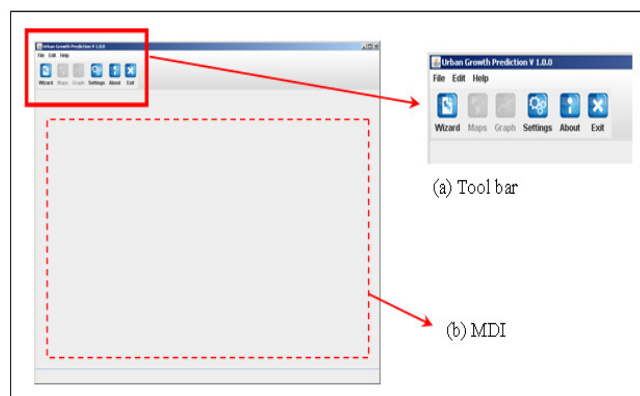 Urban Growth Prediction V 1.0.0
File Edit Help
Wizard Maps Graph Settings About Exit
Urban Growth Prediction V 1.0.0
File Edit Help
Wizard Maps Graph Settings About Exit
(a) Tool bar
(b) MDI